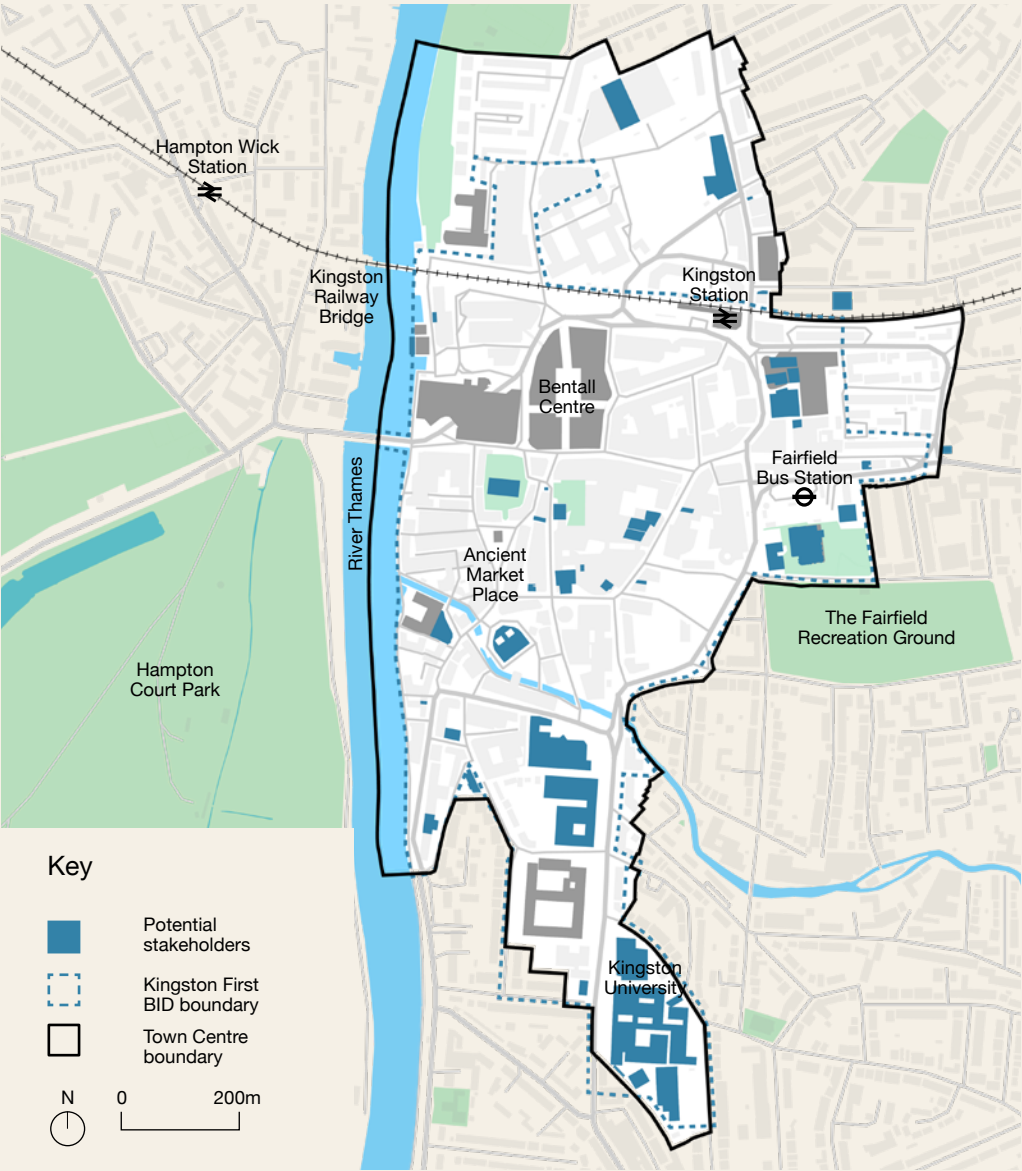 Hampton Wick
Station
Kingston
Railway
Bridge
Kingston
Station
Bentall
Centre
Fairfield
Bus Station
River Thames
Ancient
Market
Place
The Fairfield
Recreation Ground
Hampton
Court Park
Kingston
University
Key
Potential
stakeholders
Kingston First
BID boundary
Town Centre
boundary
N
0
200m